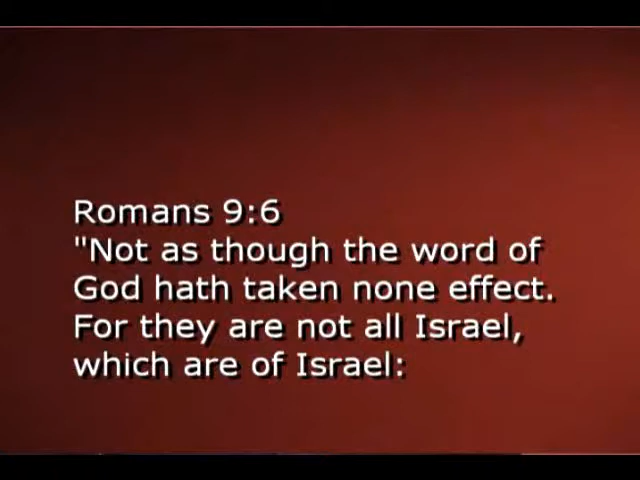 Romans 9:6
"Not as though the word of
God hath taken none effect.
For they are not all Israel,
which are of Israel: